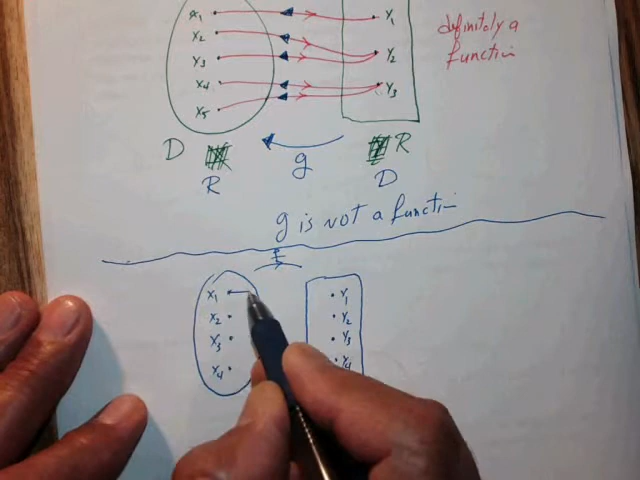 x₁ y₁
x₂
y₃ y₂
x₄ y₃
x₅
definitely a
function
D g R
R D
g is not a function
f
x₁ y₁
x₂ y₂
x₃ y₃
x₄ y₄